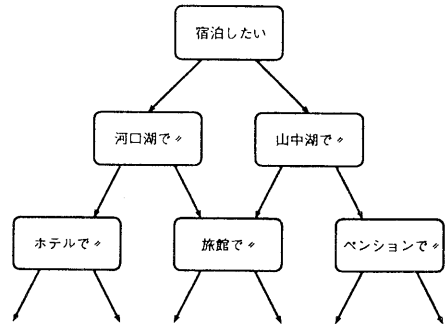 宿泊したい
河口湖で〃
山中湖で〃
ホテルで〃
旅館で〃
ペンションで〃